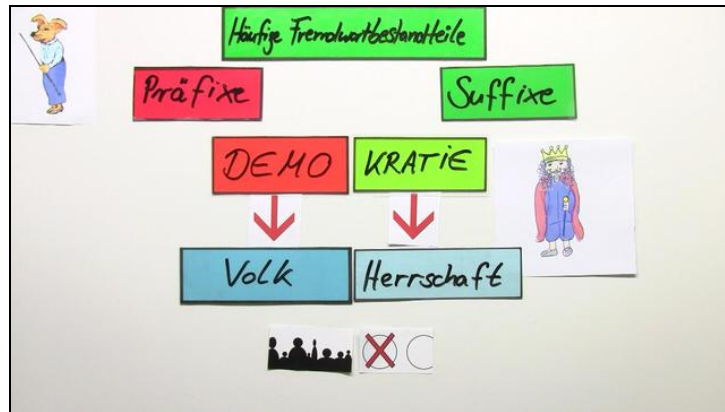 Häufige Fremdwortbestandteile
Präfixe Suffixe
DEMO KRATIE
Volk Herrschaft